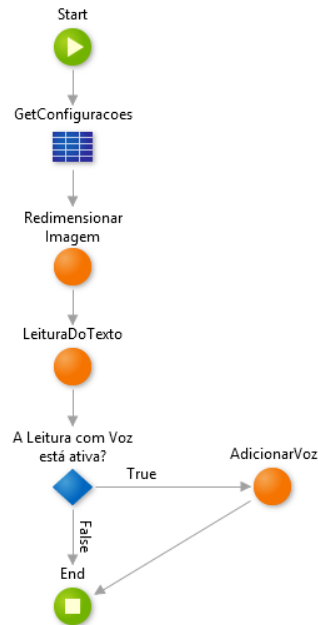 Start
GetConfiguracoes
Redimensionar
Imagem
LeituraDoTexto
A Leitura com Voz
está ativa?
True
AdicionarVoz
False
End